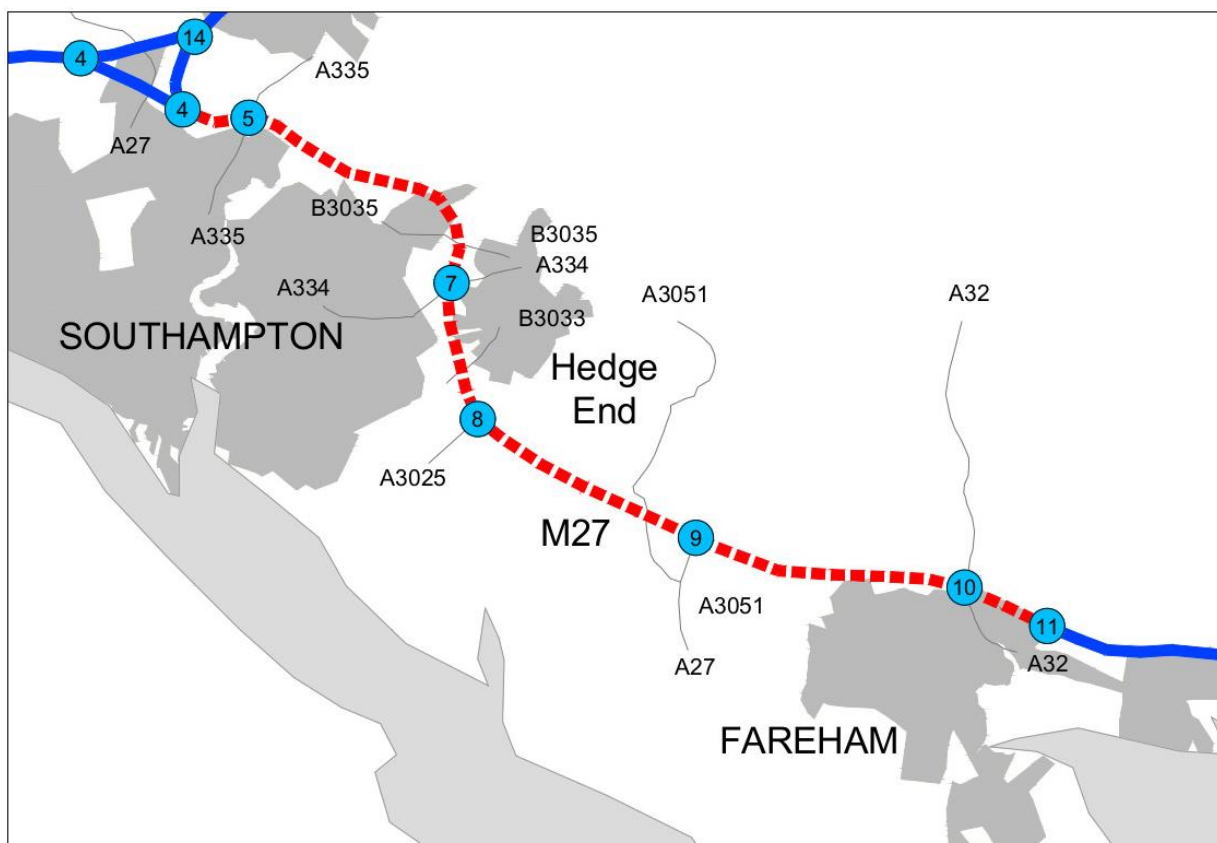 14
4
A335
4
5
A27
B3035
A335
B3035
A334
7
A334
A3051
A32
B3033
SOUTHAMPTON
Hedge
End
8
A3025
M27
9
10
A3051
11
A27
A32
FAREHAM